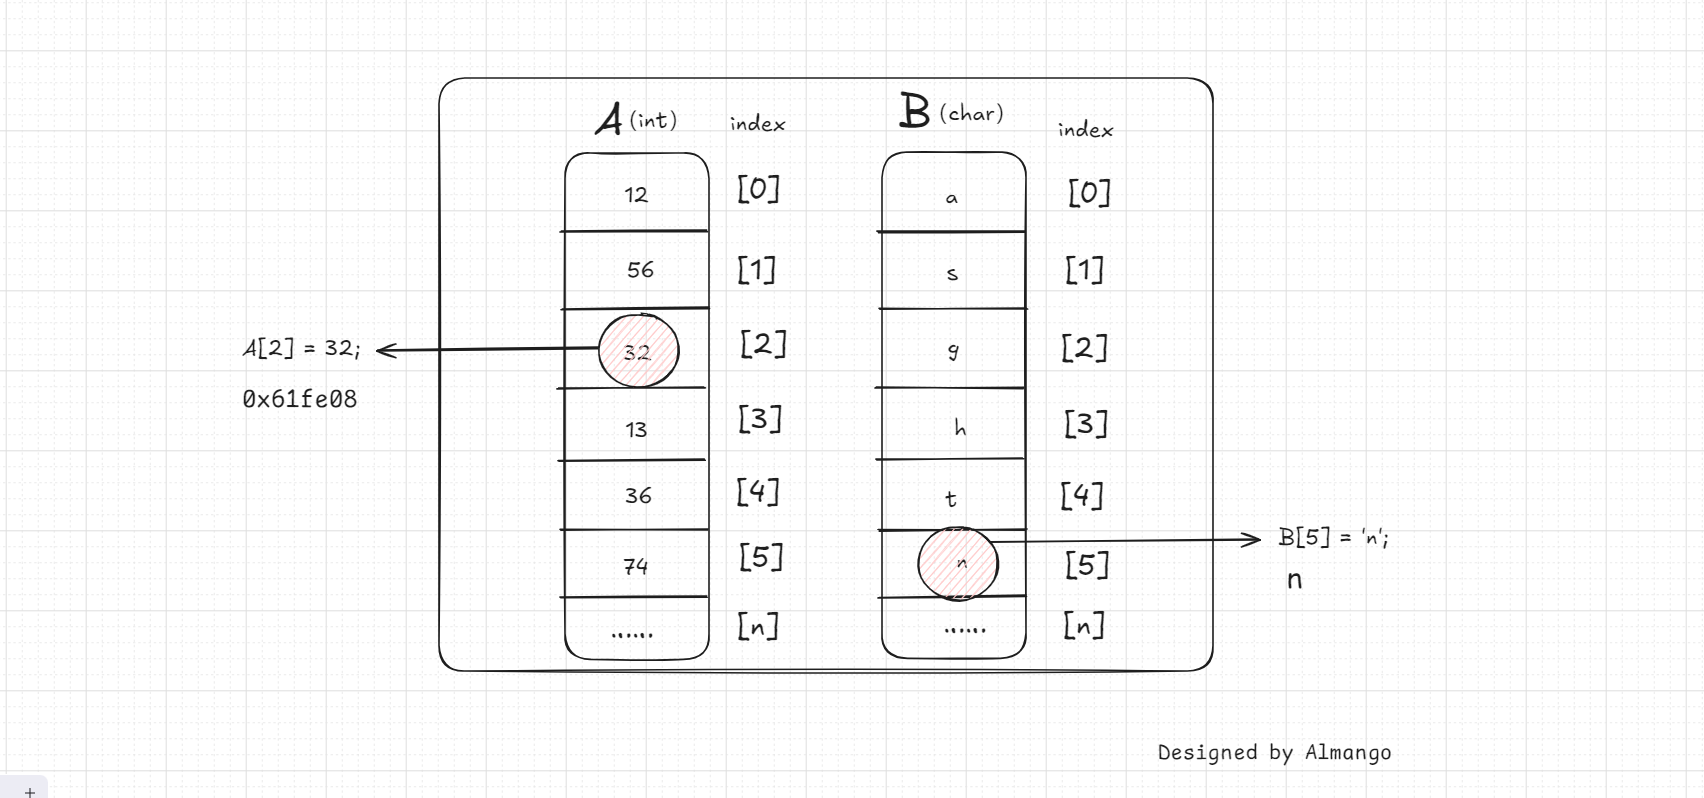 A (int) index B (char) index
12 [0] a [0]
56 [1] s [1]
A[2] = 32; 32 [2] g [2]
0x61fe08
13 [3] h [3]
36 [4] t [4]
74 [5] n [5] B[5] = 'n';
n
...... [n] ...... [n]
Designed by Almango
+